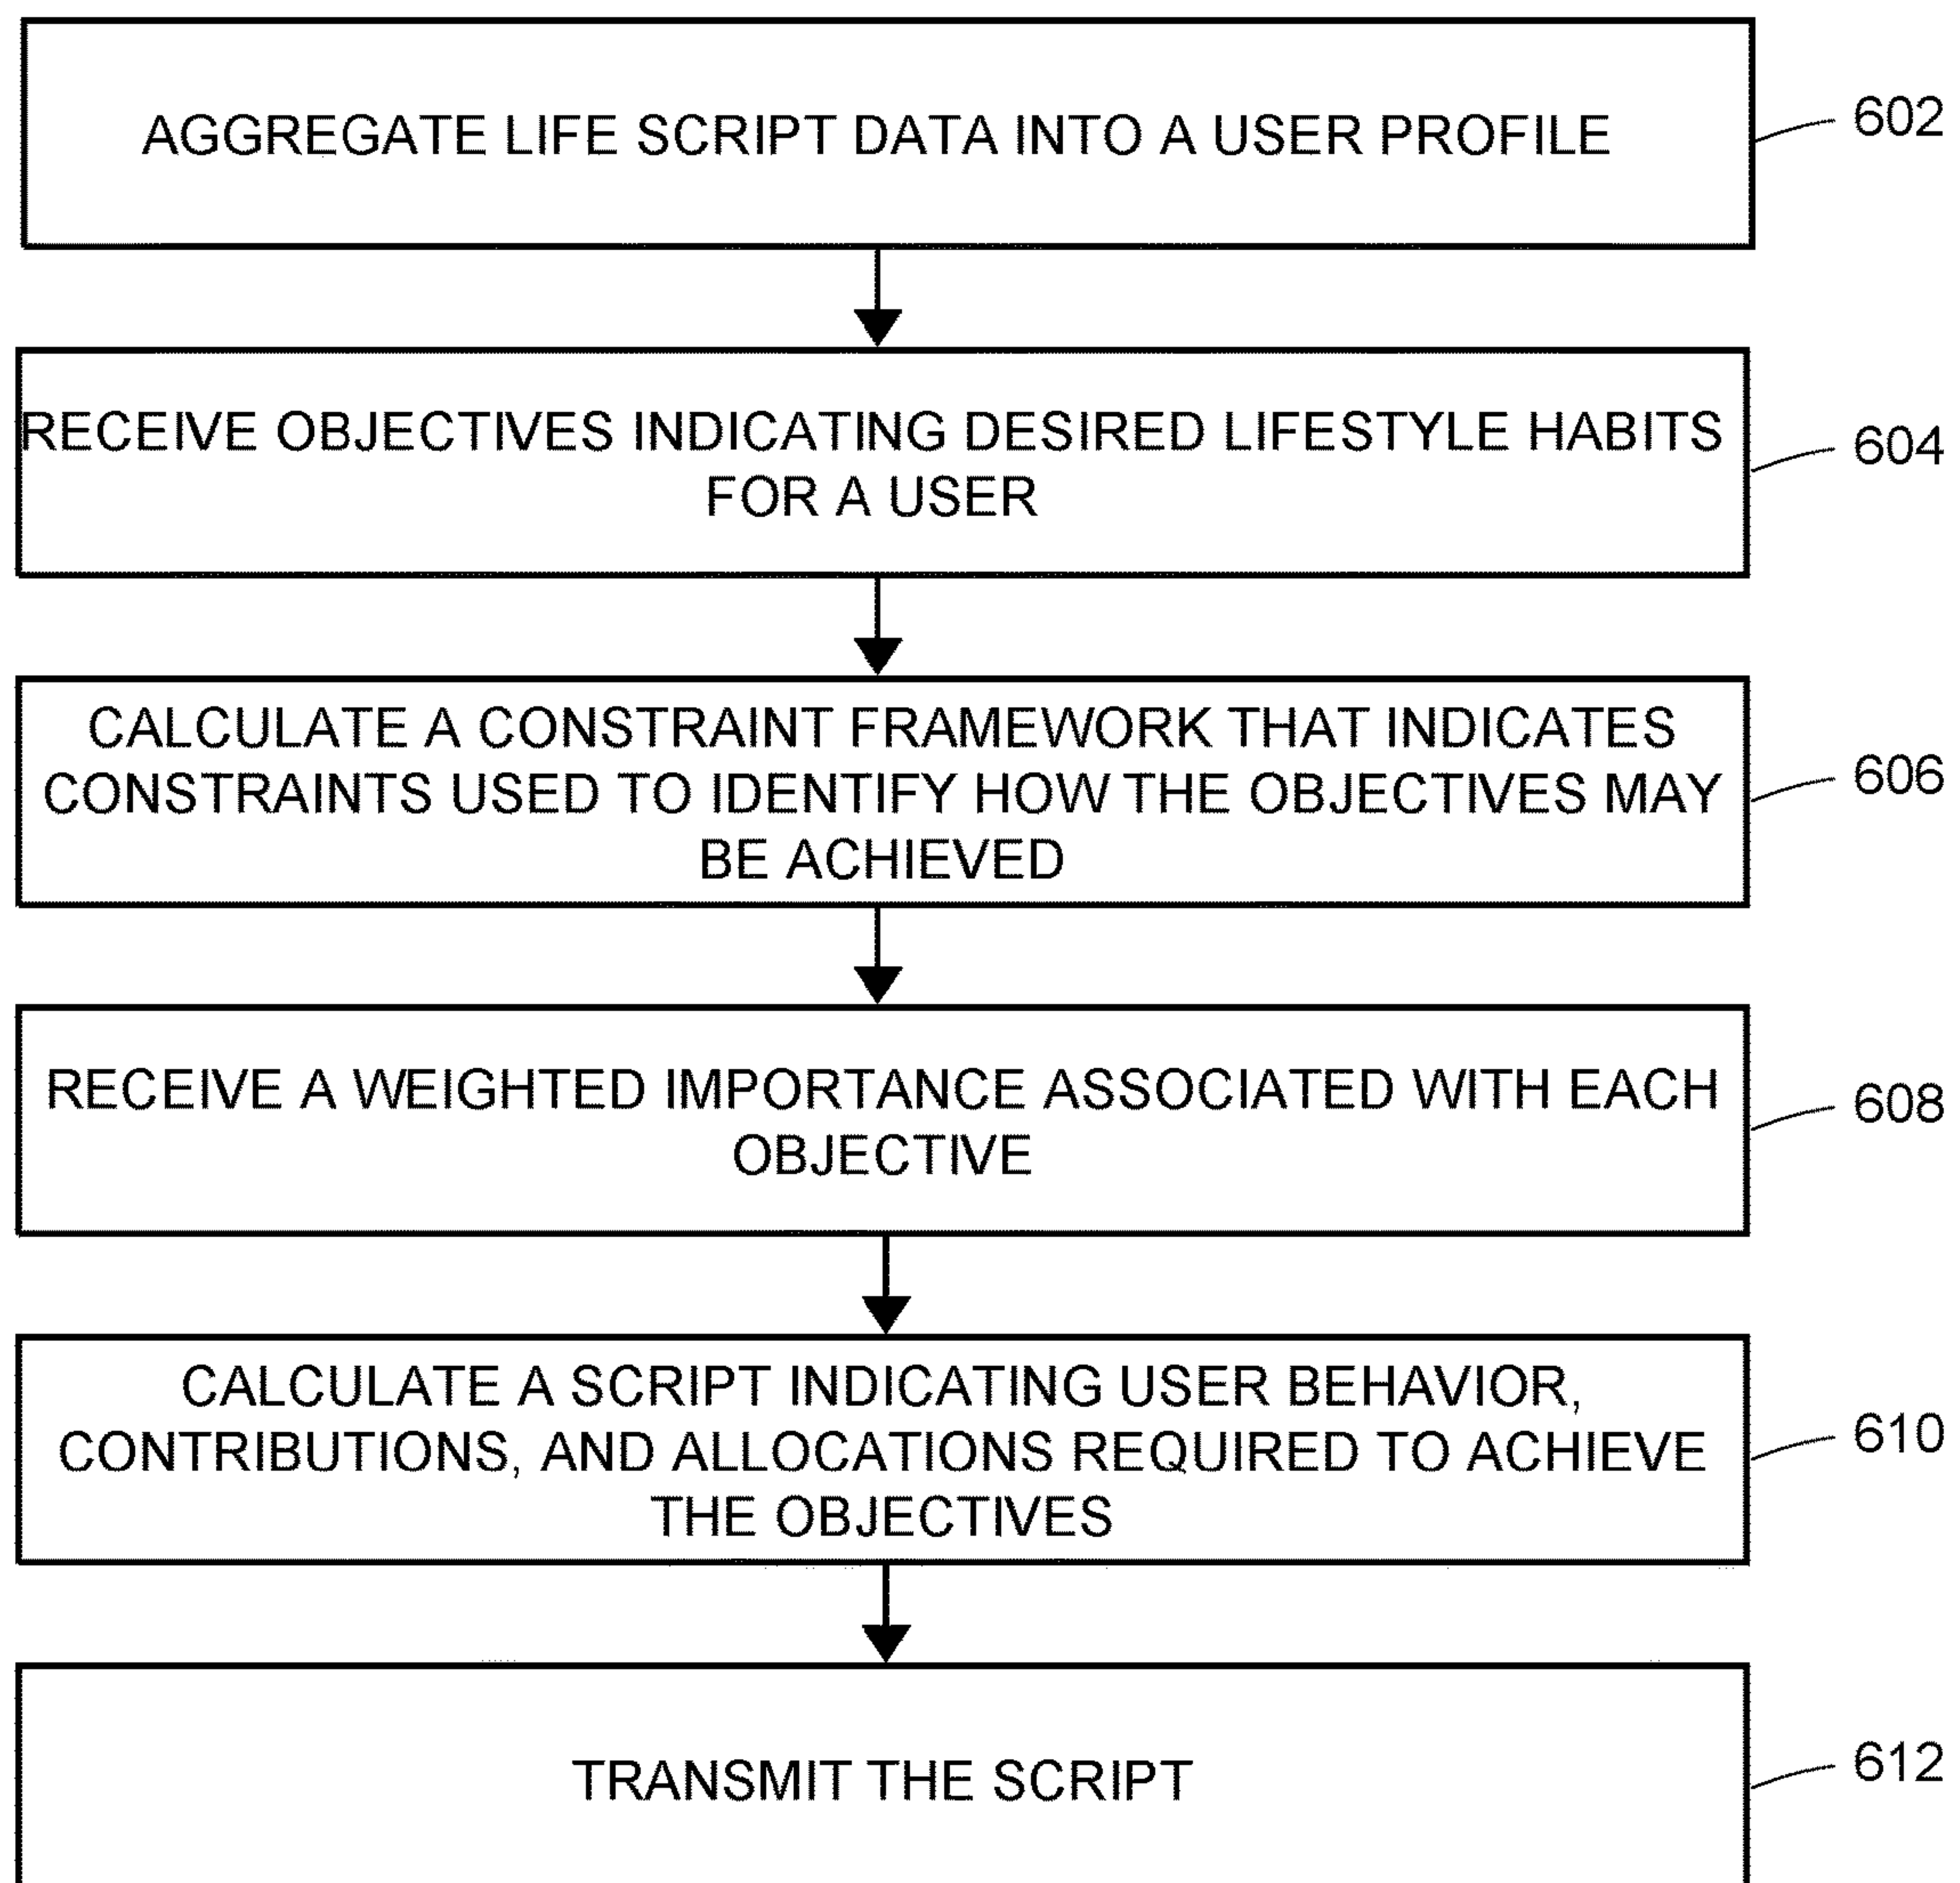 AGGREGATE LIFE SCRIPT DATA INTO A USER PROFILE
602
RECEIVE OBJECTIVES INDICATING DESIRED LIFESTYLE HABITS
FOR A USER
604
CALCULATE A CONSTRAINT FRAMEWORK THAT INDICATES
CONSTRAINTS USED TO IDENTIFY HOW THE OBJECTIVES MAY
BE ACHIEVED
606
RECEIVE A WEIGHTED IMPORTANCE ASSOCIATED WITH EACH
OBJECTIVE
608
CALCULATE A SCRIPT INDICATING USER BEHAVIOR,
CONTRIBUTIONS, AND ALLOCATIONS REQUIRED TO ACHIEVE
THE OBJECTIVES
610
TRANSMIT THE SCRIPT
612